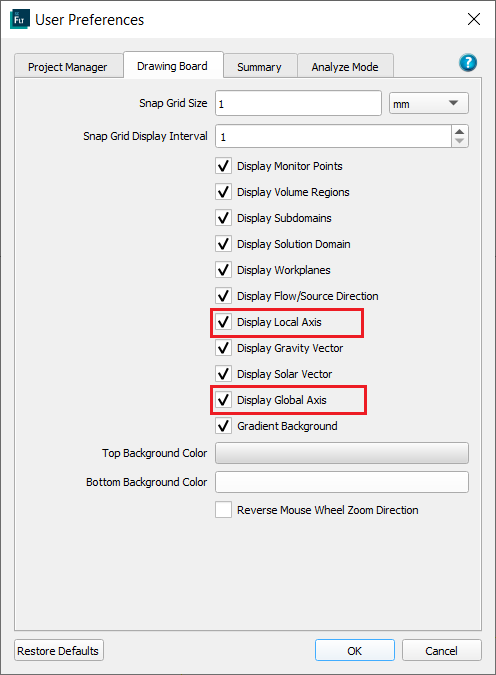 FLT User Preferences
Project Manager Drawing Board Summary Analyze Mode ?
Snap Grid Size 1 mm
Snap Grid Display Interval 1
Display Monitor Points
Display Volume Regions
Display Subdomains
Display Solution Domain
Display Workplanes
Display Flow/Source Direction
Display Local Axis
Display Gravity Vector
Display Solar Vector
Display Global Axis
Gradient Background
Top Background Color
Bottom Background Color
Reverse Mouse Wheel Zoom Direction
Restore Defaults OK Cancel